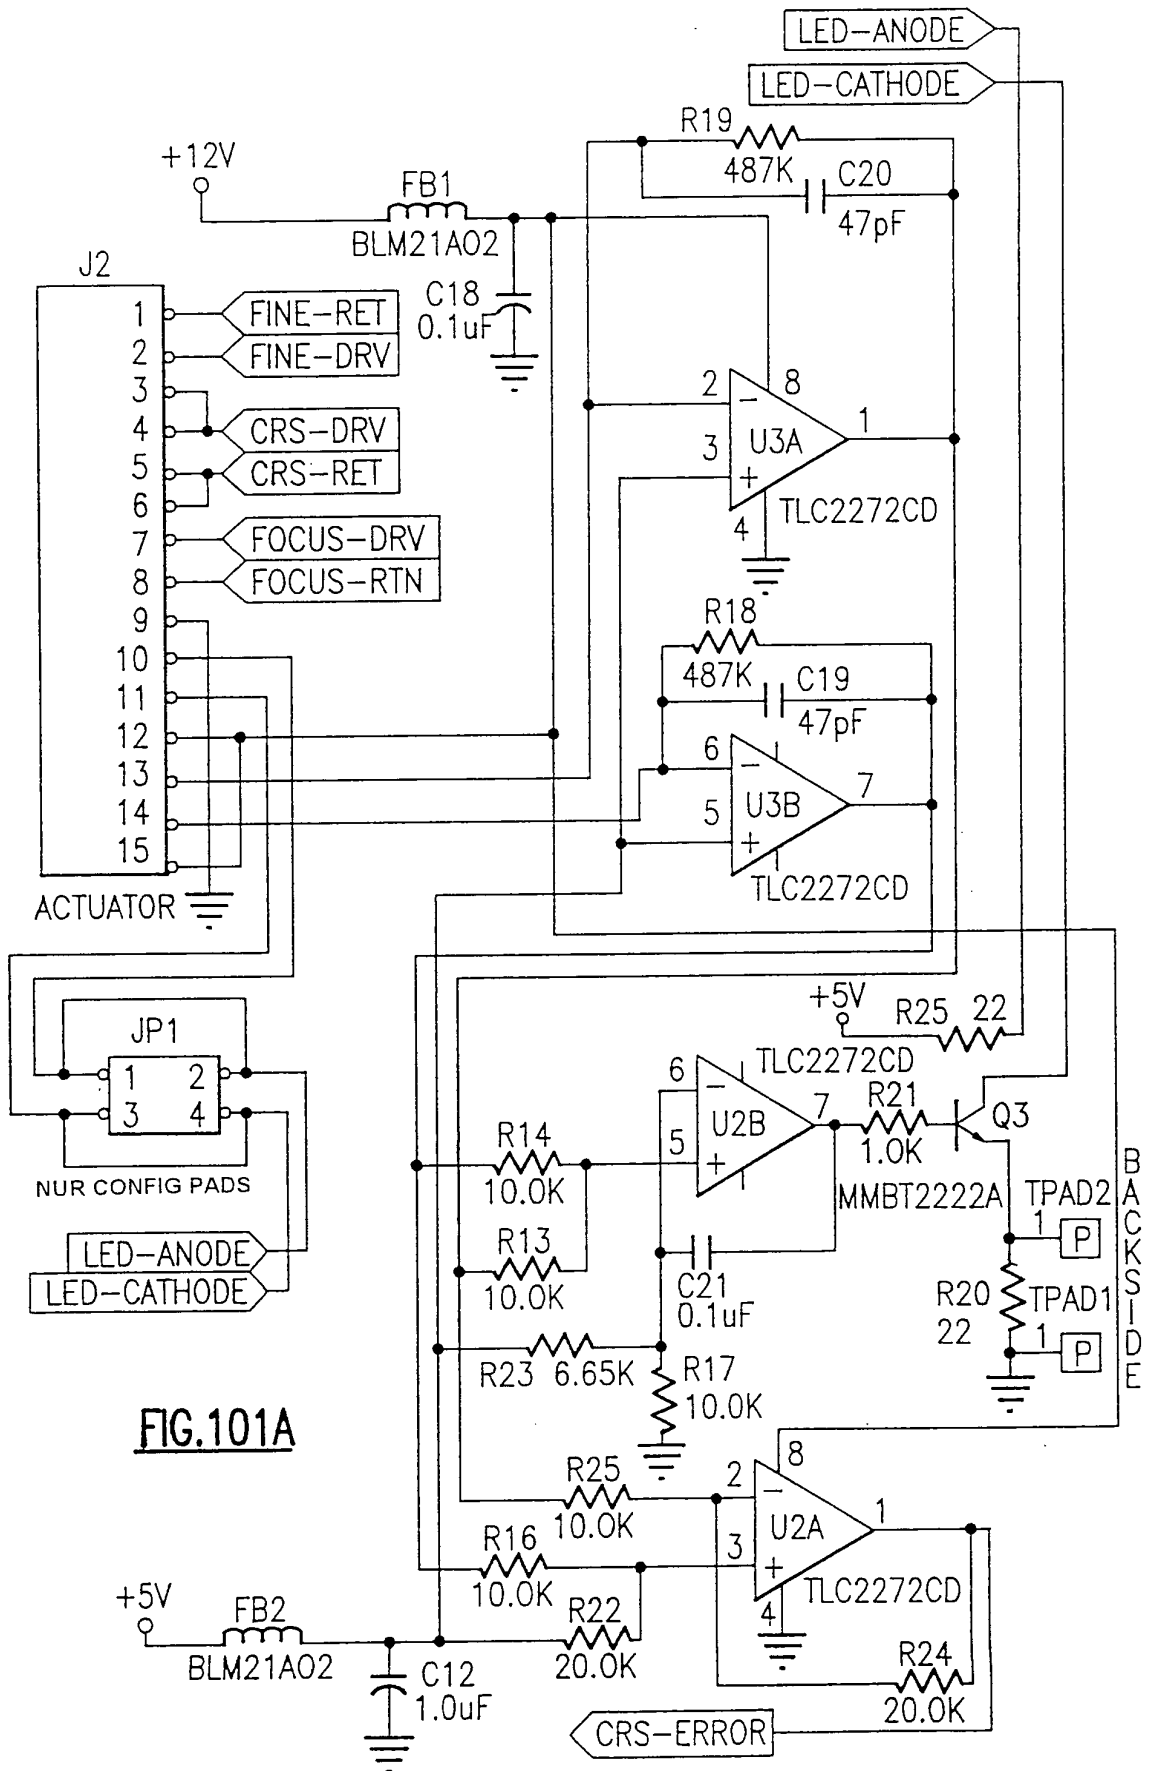 LED-ANODE
LED-CATHODE
R19
487K
C20
47pF
+12V
FB1
BLM21A02
C18
0.1uF
J2
1
FINE-RET
2
FINE-DRV
3
4
CRS-DRV
5
CRS-RET
6
7
FOCUS-DRV
8
FOCUS-RTN
9
10
11
12
13
14
15
ACTUATOR
2
8
U3A
1
3
4
TLC2272CD
R18
487K
C19
47pF
6
U3B
7
5
TLC2272CD
JP1
1 2
3 4
NUR CONFIG PADS
LED-ANODE
LED-CATHODE
+5V
R25 22
TLC2272CD
6
U2B
7
5
R21
1.0K
Q3
MMBT2222A
R14
10.0K
R13
10.0K
C21
0.1uF
R23 6.65K
R17
10.0K
TPAD2
1
P
R20
22
TPAD1
1
P
BACKSIDE
FIG.101A
R25
10.0K
R16
10.0K
2
8
U2A
1
3
4
TLC2272CD
R22
20.0K
R24
20.0K
+5V
FB2
BLM21A02
C12
1.0uF
CRS-ERROR